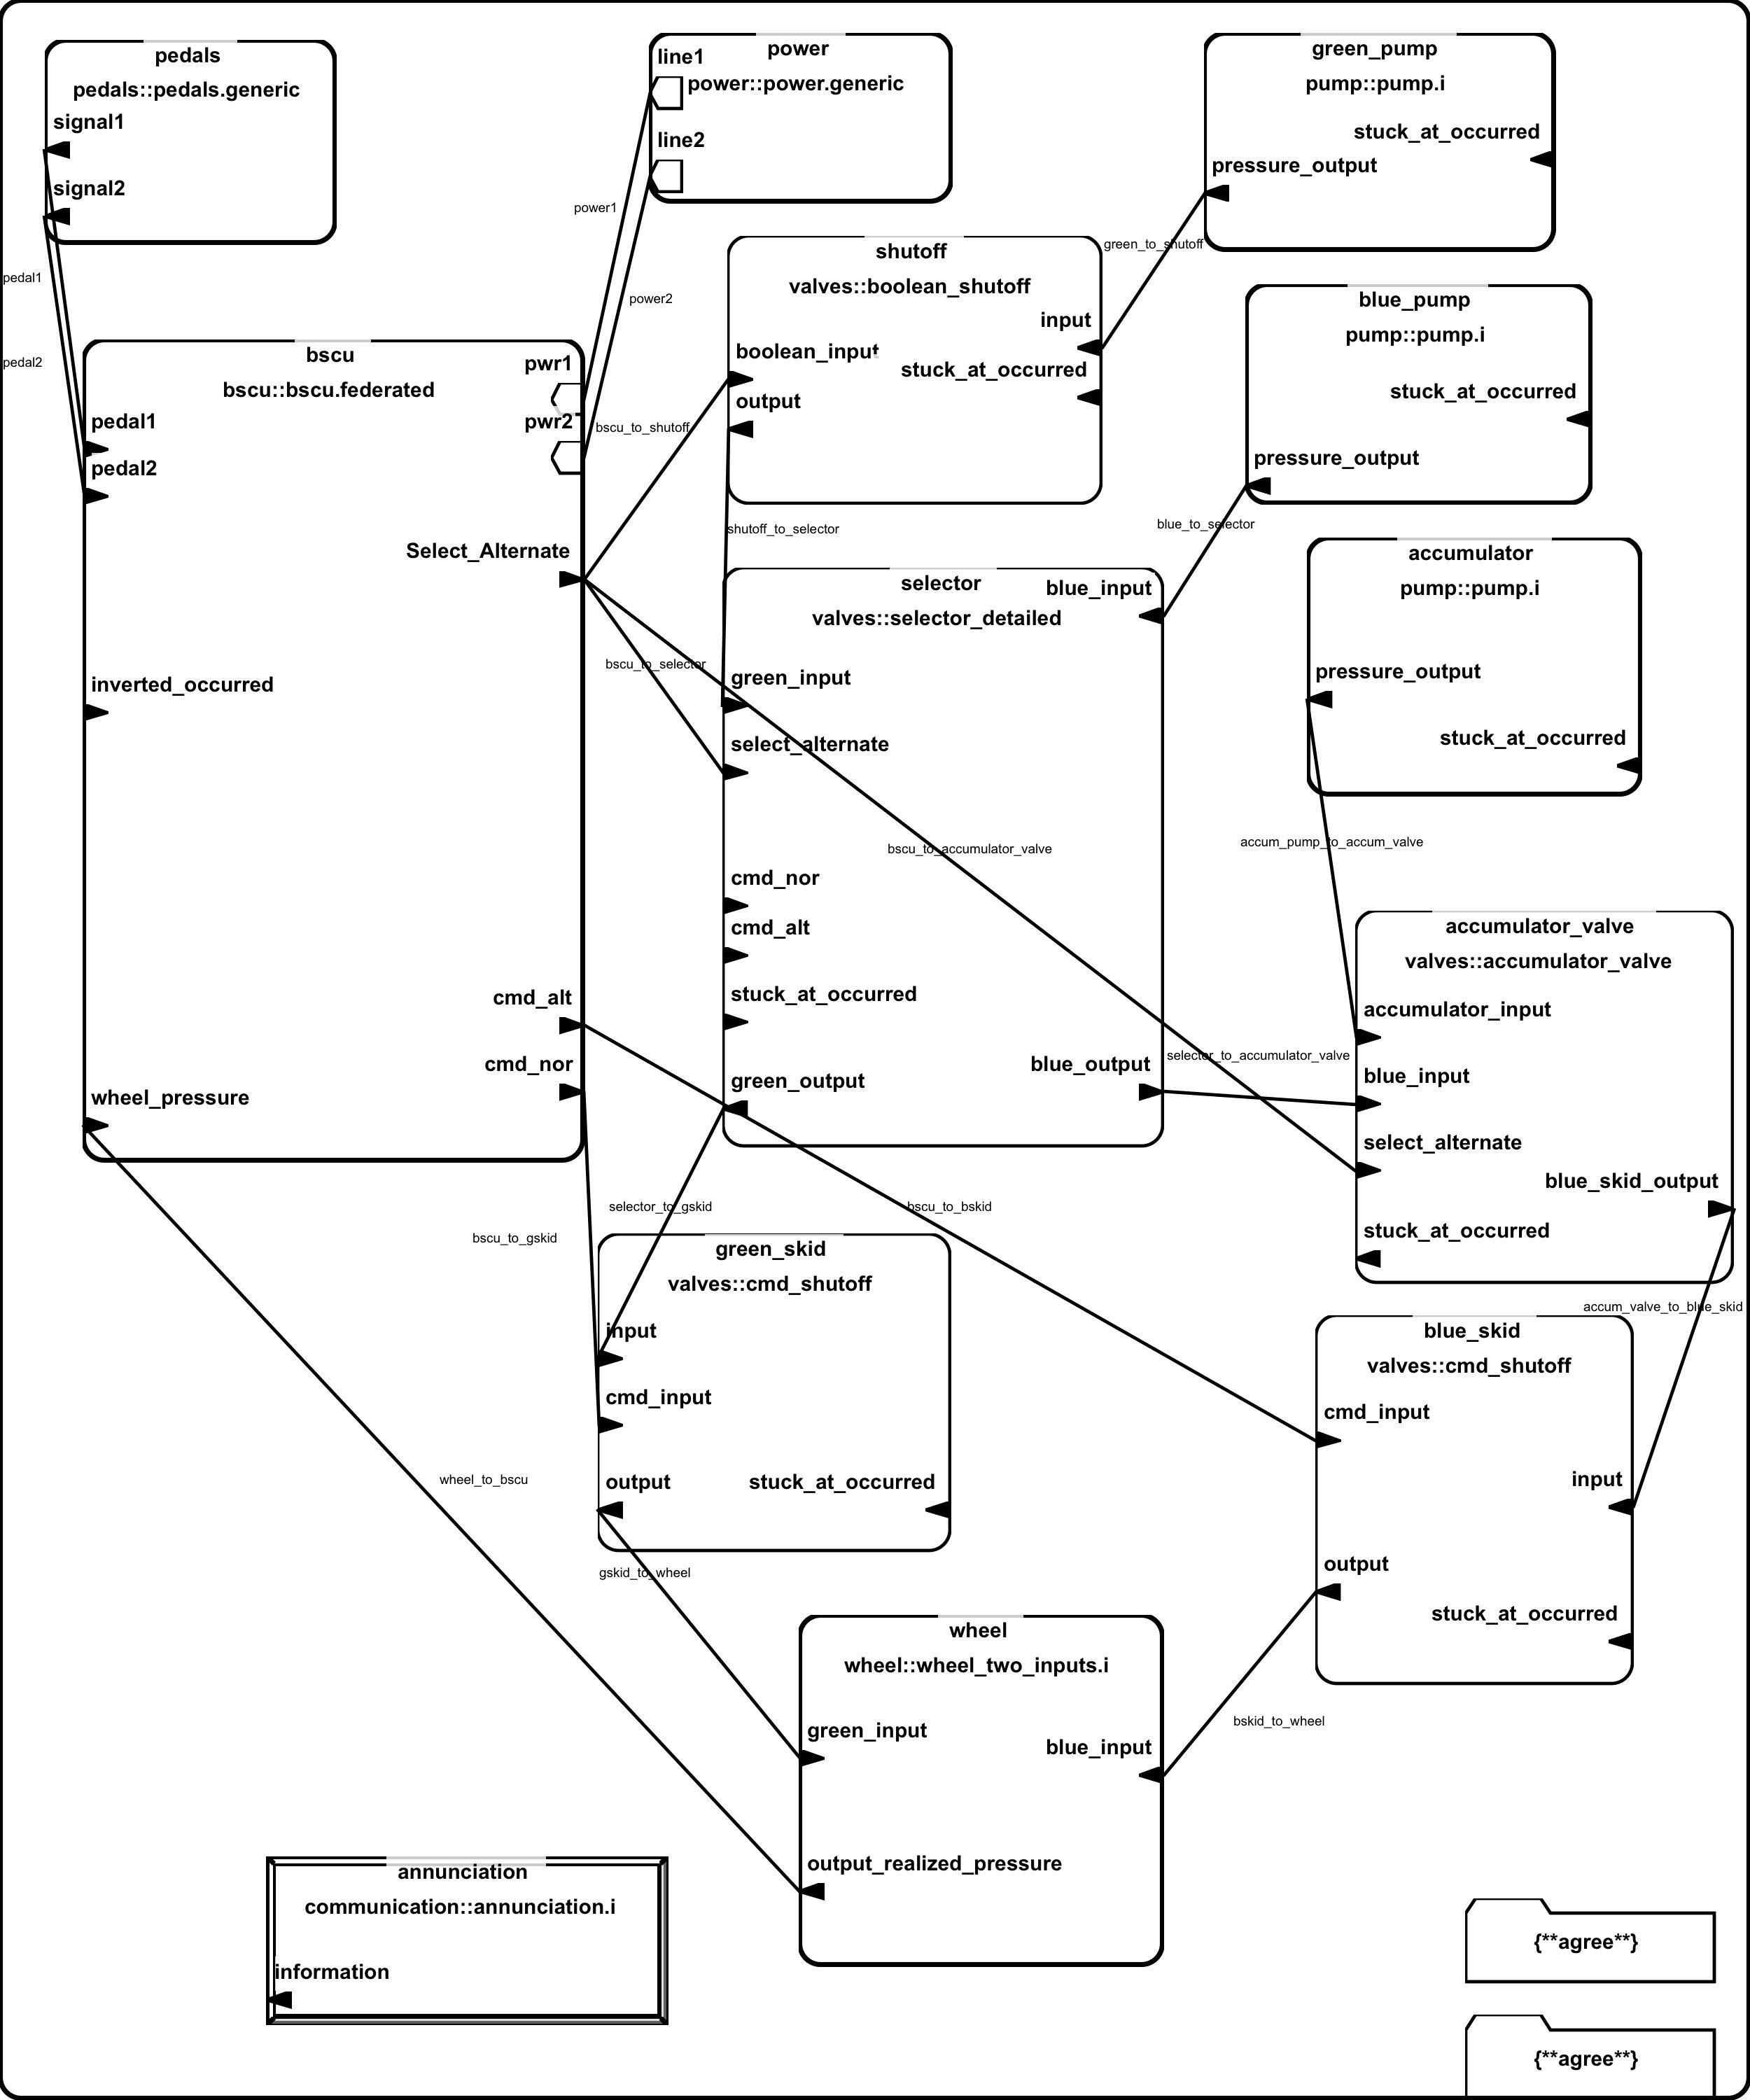 pedals
pedals::pedals.generic
signal1
signal2
pedal1
pedal2
power
line1
power::power.generic
line2
power1
power2
green_pump
pump::pump.i
stuck_at_occurred
pressure_output
green_to_shutoff
shutoff
valves::boolean_shutoff
input
boolean_input
stuck_at_occurred
output
blue_pump
pump::pump.i
stuck_at_occurred
pressure_output
blue_to_selector
bscu
bscu::bscu.federated
pwr1
pwr2
pedal1
pedal2
Select_Alternate
inverted_occurred
cmd_alt
cmd_nor
wheel_pressure
bscu_to_shutoff
shutoff_to_selector
bscu_to_selector
selector
blue_input
valves::selector_detailed
green_input
select_alternate
bscu_to_accumulator_valve
cmd_nor
cmd_alt
stuck_at_occurred
blue_output
green_output
accumulator
pump::pump.i
pressure_output
stuck_at_occurred
accum_pump_to_accum_valve
accumulator_valve
valves::accumulator_valve
accumulator_input
selector_to_accumulator_valve
blue_input
select_alternate
blue_skid_output
stuck_at_occurred
accum_valve_to_blue_skid
selector_to_gskid
bscu_to_bskid
bscu_to_gskid
green_skid
valves::cmd_shutoff
input
cmd_input
output
stuck_at_occurred
blue_skid
valves::cmd_shutoff
cmd_input
input
output
stuck_at_occurred
wheel_to_bscu
gskid_to_wheel
bskid_to_wheel
wheel
wheel::wheel_two_inputs.i
green_input
blue_input
output_realized_pressure
annunciation
communication::annunciation.i
information
{**agree**}
{**agree**}